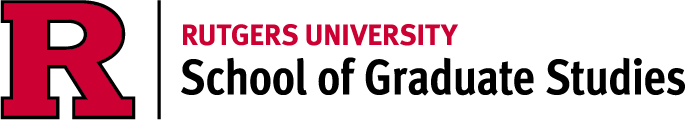 R
RUTGERS UNIVERSITY
School of Graduate Studies